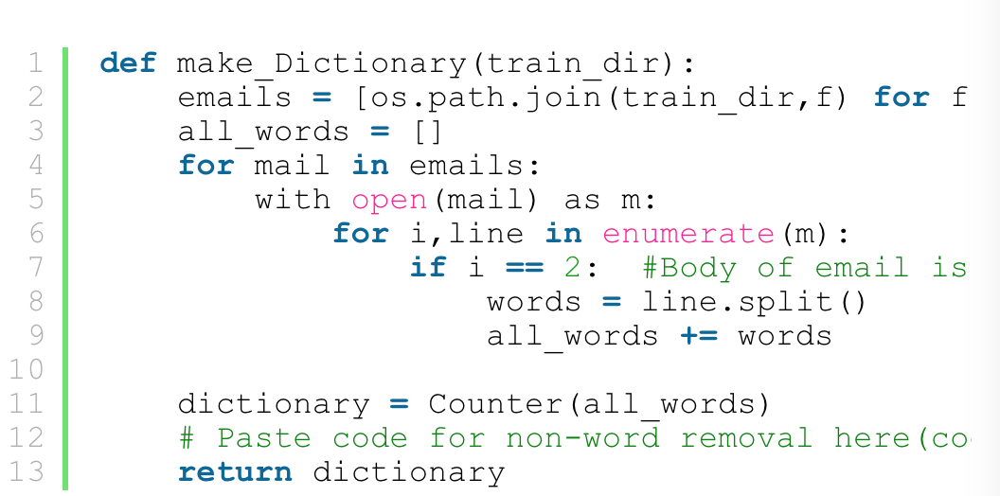 1 def make_Dictionary(train_dir):
2 emails = [os.path.join(train_dir,f) for f
3 all_words = []
4 for mail in emails:
5 with open(mail) as m:
6 for i,line in enumerate(m):
7 if i == 2:  #Body of email is
8 words = line.split()
9 all_words += words
10
11 dictionary = Counter(all_words)
12 # Paste code for non-word removal here(co
13 return dictionary